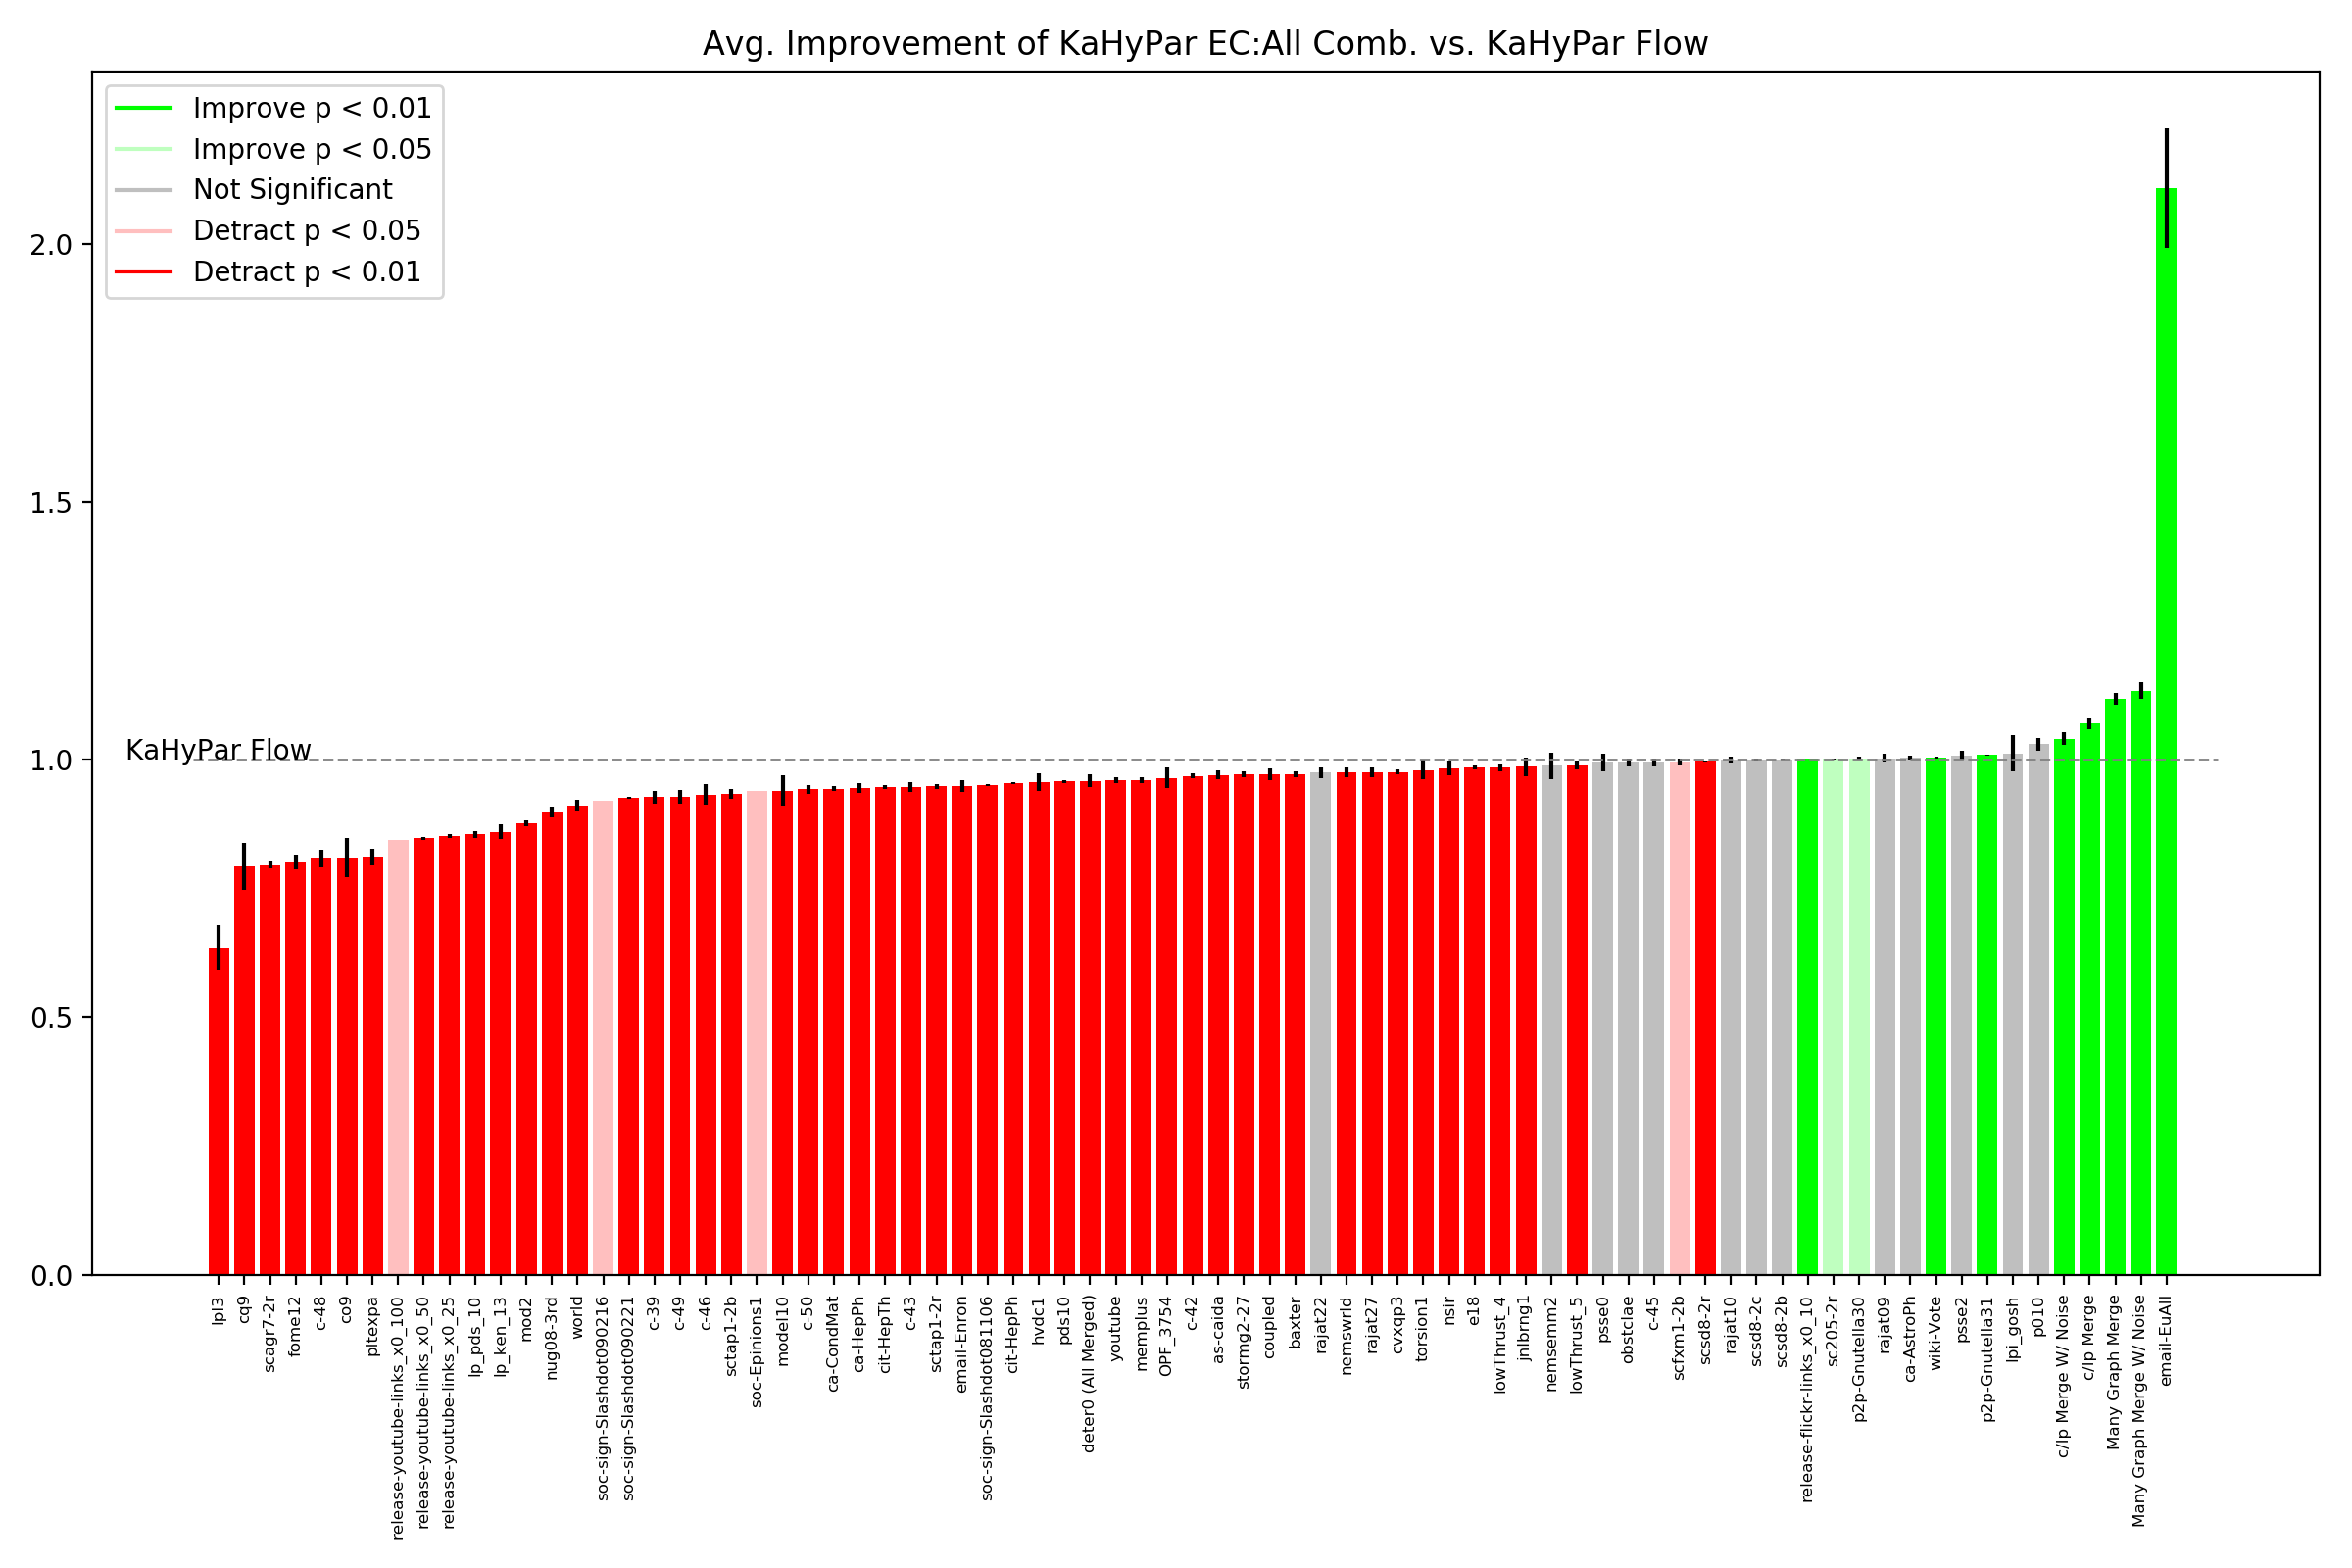 Avg. Improvement of KaHyPar EC:All Comb. vs. KaHyPar Flow
Improve p < 0.01
Improve p < 0.05
Not Significant
Detract p < 0.05
Detract p < 0.01
2.0
1.5
1.0
0.5
0.0
KaHyPar Flow
lpl3
cq9
scagr7-2r
fome12
c-48
co9
pltexpa
release-youtube-links_x0_100
release-youtube-links_x0_50
release-youtube-links_x0_25
lp_pds_10
lp_ken_13
mod2
nug08-3rd
world
soc-sign-Slashdot090216
soc-sign-Slashdot090221
c-39
c-49
c-46
sctap1-2b
soc-Epinions1
model10
c-50
ca-CondMat
ca-HepPh
cit-HepTh
c-43
sctap1-2r
email-Enron
soc-sign-Slashdot081106
cit-HepPh
hvdc1
pds10
deter0 (All Merged)
youtube
memplus
OPF_3754
c-42
as-caida
stormg2-27
coupled
baxter
rajat22
nemswrld
rajat27
cvxqp3
torsion1
nsir
e18
lowThrust_4
jnlbrng1
nemsemm2
lowThrust_5
psse0
obstclae
c-45
scfxm1-2b
scsd8-2r
rajat10
scsd8-2c
scsd8-2b
release-flickr-links_x0_10
sc205-2r
p2p-Gnutella30
rajat09
ca-AstroPh
wiki-Vote
psse2
p2p-Gnutella31
lpi_gosh
p010
c/lp Merge W/ Noise
c/lp Merge
Many Graph Merge
Many Graph Merge W/ Noise
email-EuAll